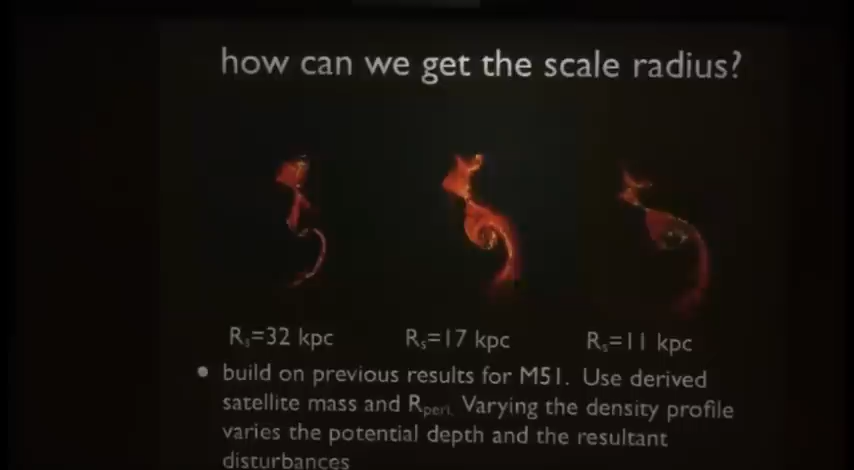 how can we get the scale radius?
Rs=32 kpc
Rs=17 kpc
Rs=11 kpc
• build on previous results for M51. Use derived
satellite mass and Rperi. Varying the density profile
varies the potential depth and the resultant
disturbances